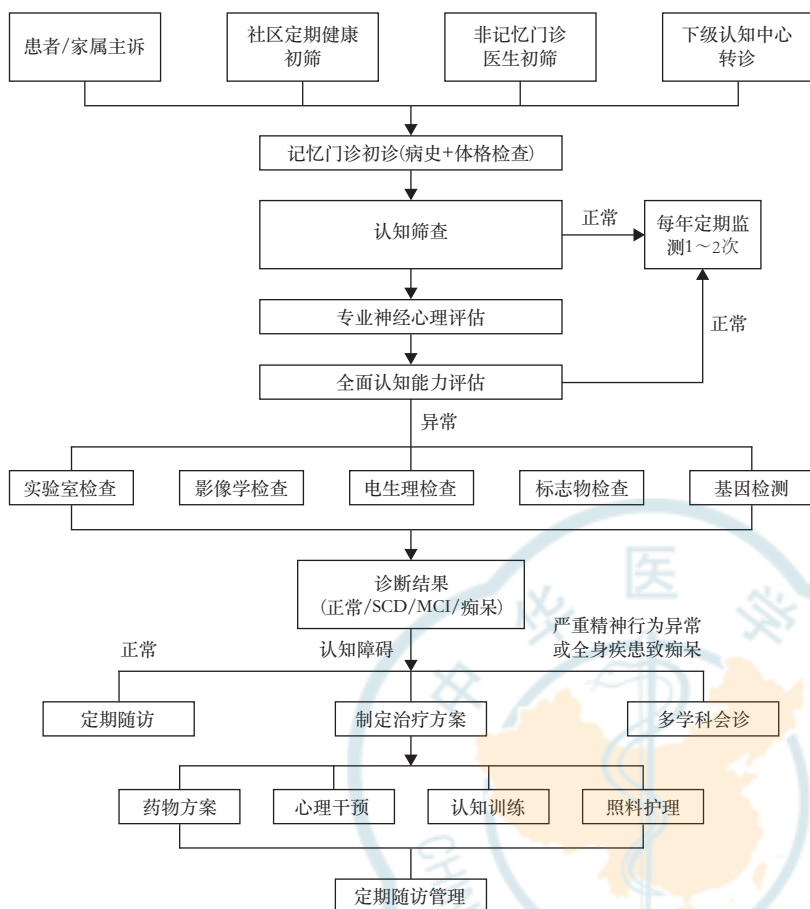 患者/家属主诉
社区定期健康
初筛
非记忆门诊
医生初筛
下级认知中心
转诊
记忆门诊初诊(病史+体格检查)
认知筛查
正常
每年定期监
测1～2次
专业神经心理评估
正常
全面认知能力评估
异常
实验室检查
影像学检查
电生理检查
标志物检查
基因检测
诊断结果
(正常/SCD/MCI/痴呆)
正常
认知障碍
严重精神行为异常
或全身疾患致痴呆
定期随访
制定治疗方案
多学科会诊
药物方案
心理干预
认知训练
照料护理
定期随访管理
中华医学